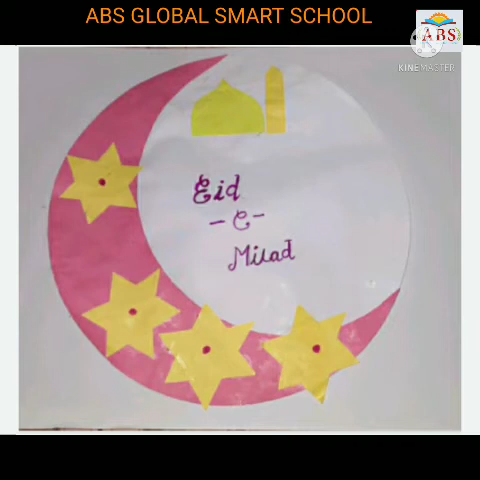 ABS GLOBAL SMART SCHOOL
ABS
KINEMASTER
Eid
-e-
Milad